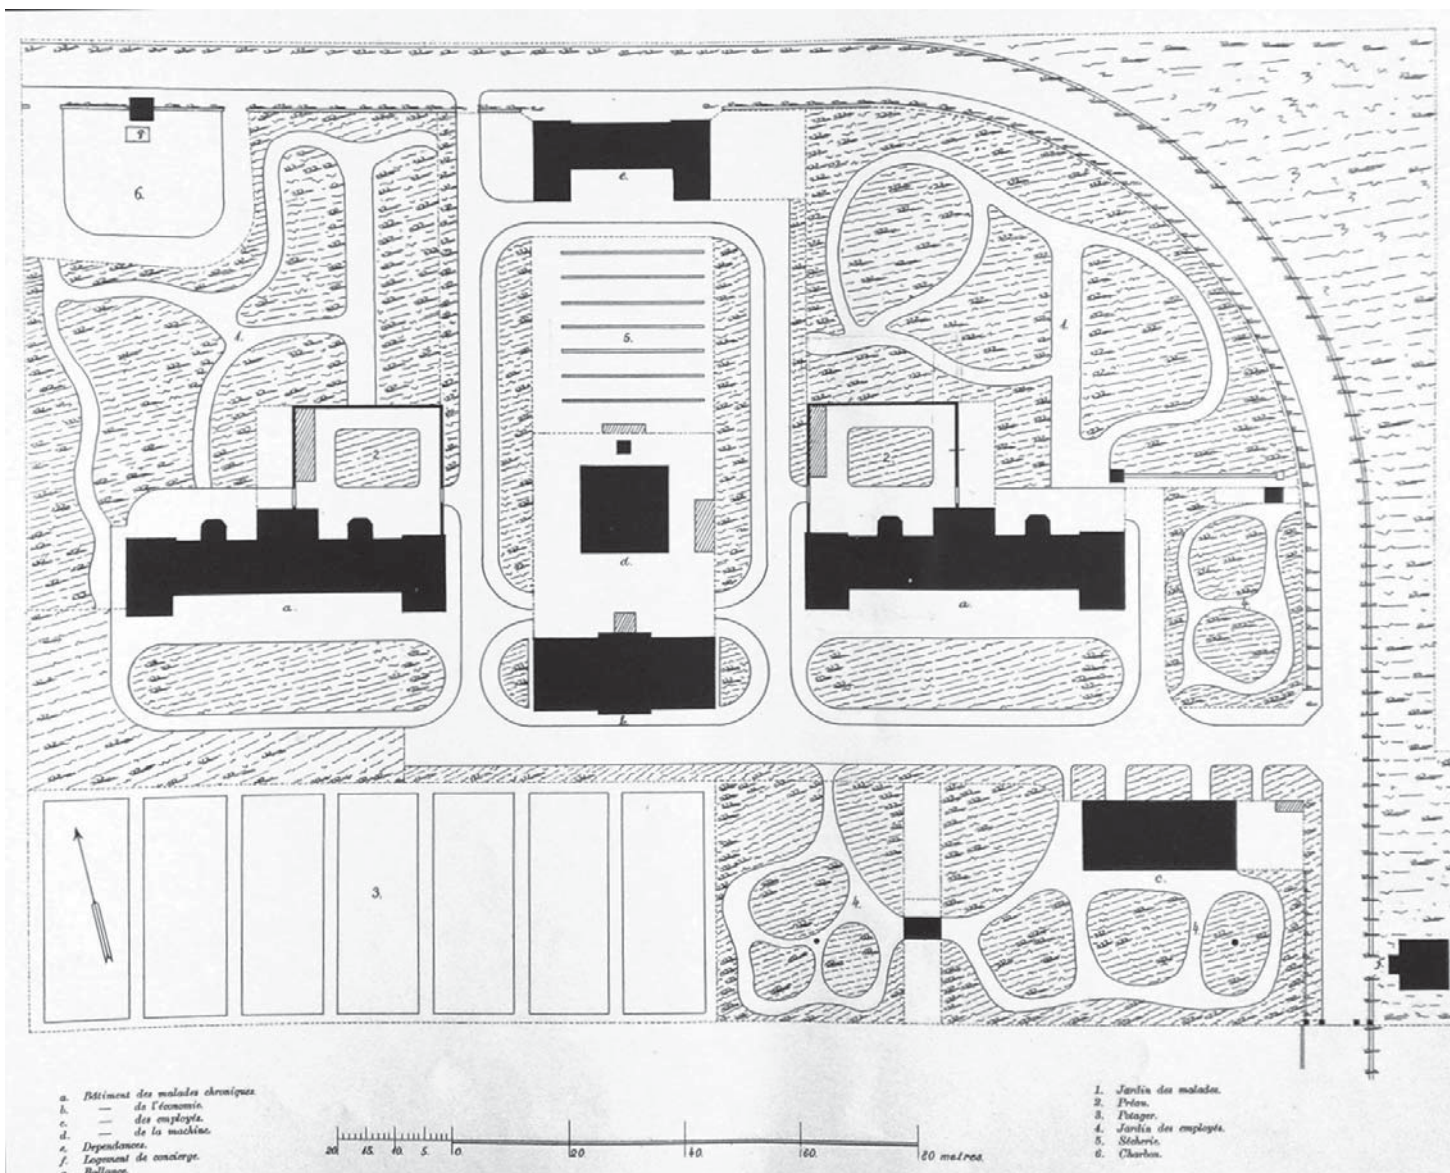 g
e.
6.
1.
5.
1.
2.
2.
d.
a.
a.
4.
b.
c.
3.
4.
4.
f.
a. Bâtiment des malades chroniques.
b. — de l'économie.
c. — des employés.
d. — de la machine.
e. Dependances.
f. Logement de concierge.
20 15. 10. 5. 0. 20 40. 60. 80 metres.
1. Jardin des malades.
2. Préau.
3. Potager.
4. Jardin des employés.
5. Sécherie.
6. Charbon.